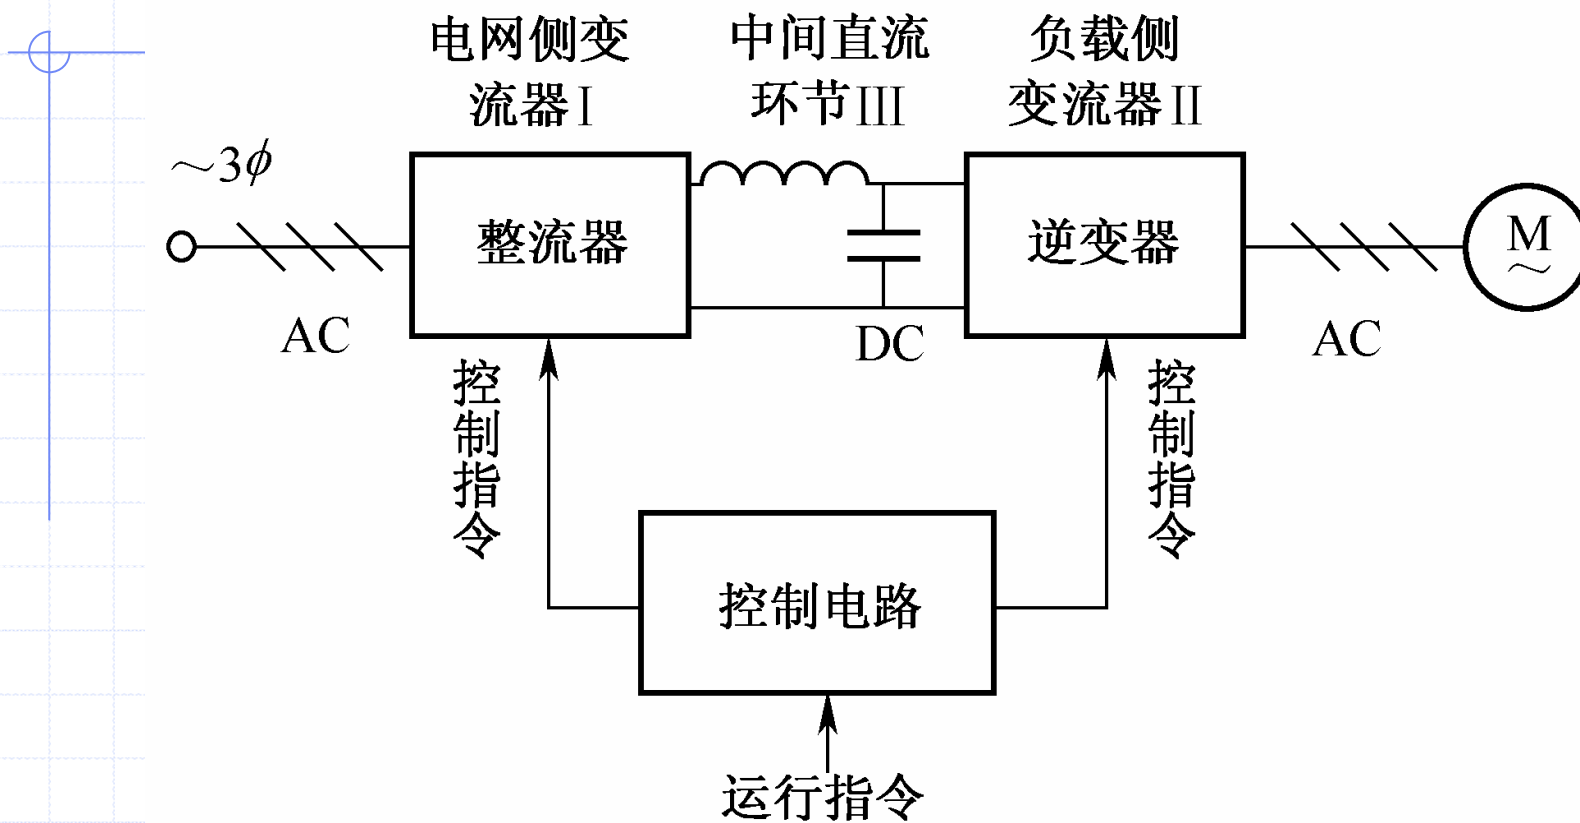 电网侧变
流器Ⅰ
中间直流
环节III
负载侧
变流器Ⅱ
~3ϕ
整流器
逆变器
M
~
AC
DC
AC
控制指令
控制指令
控制电路
运行指令